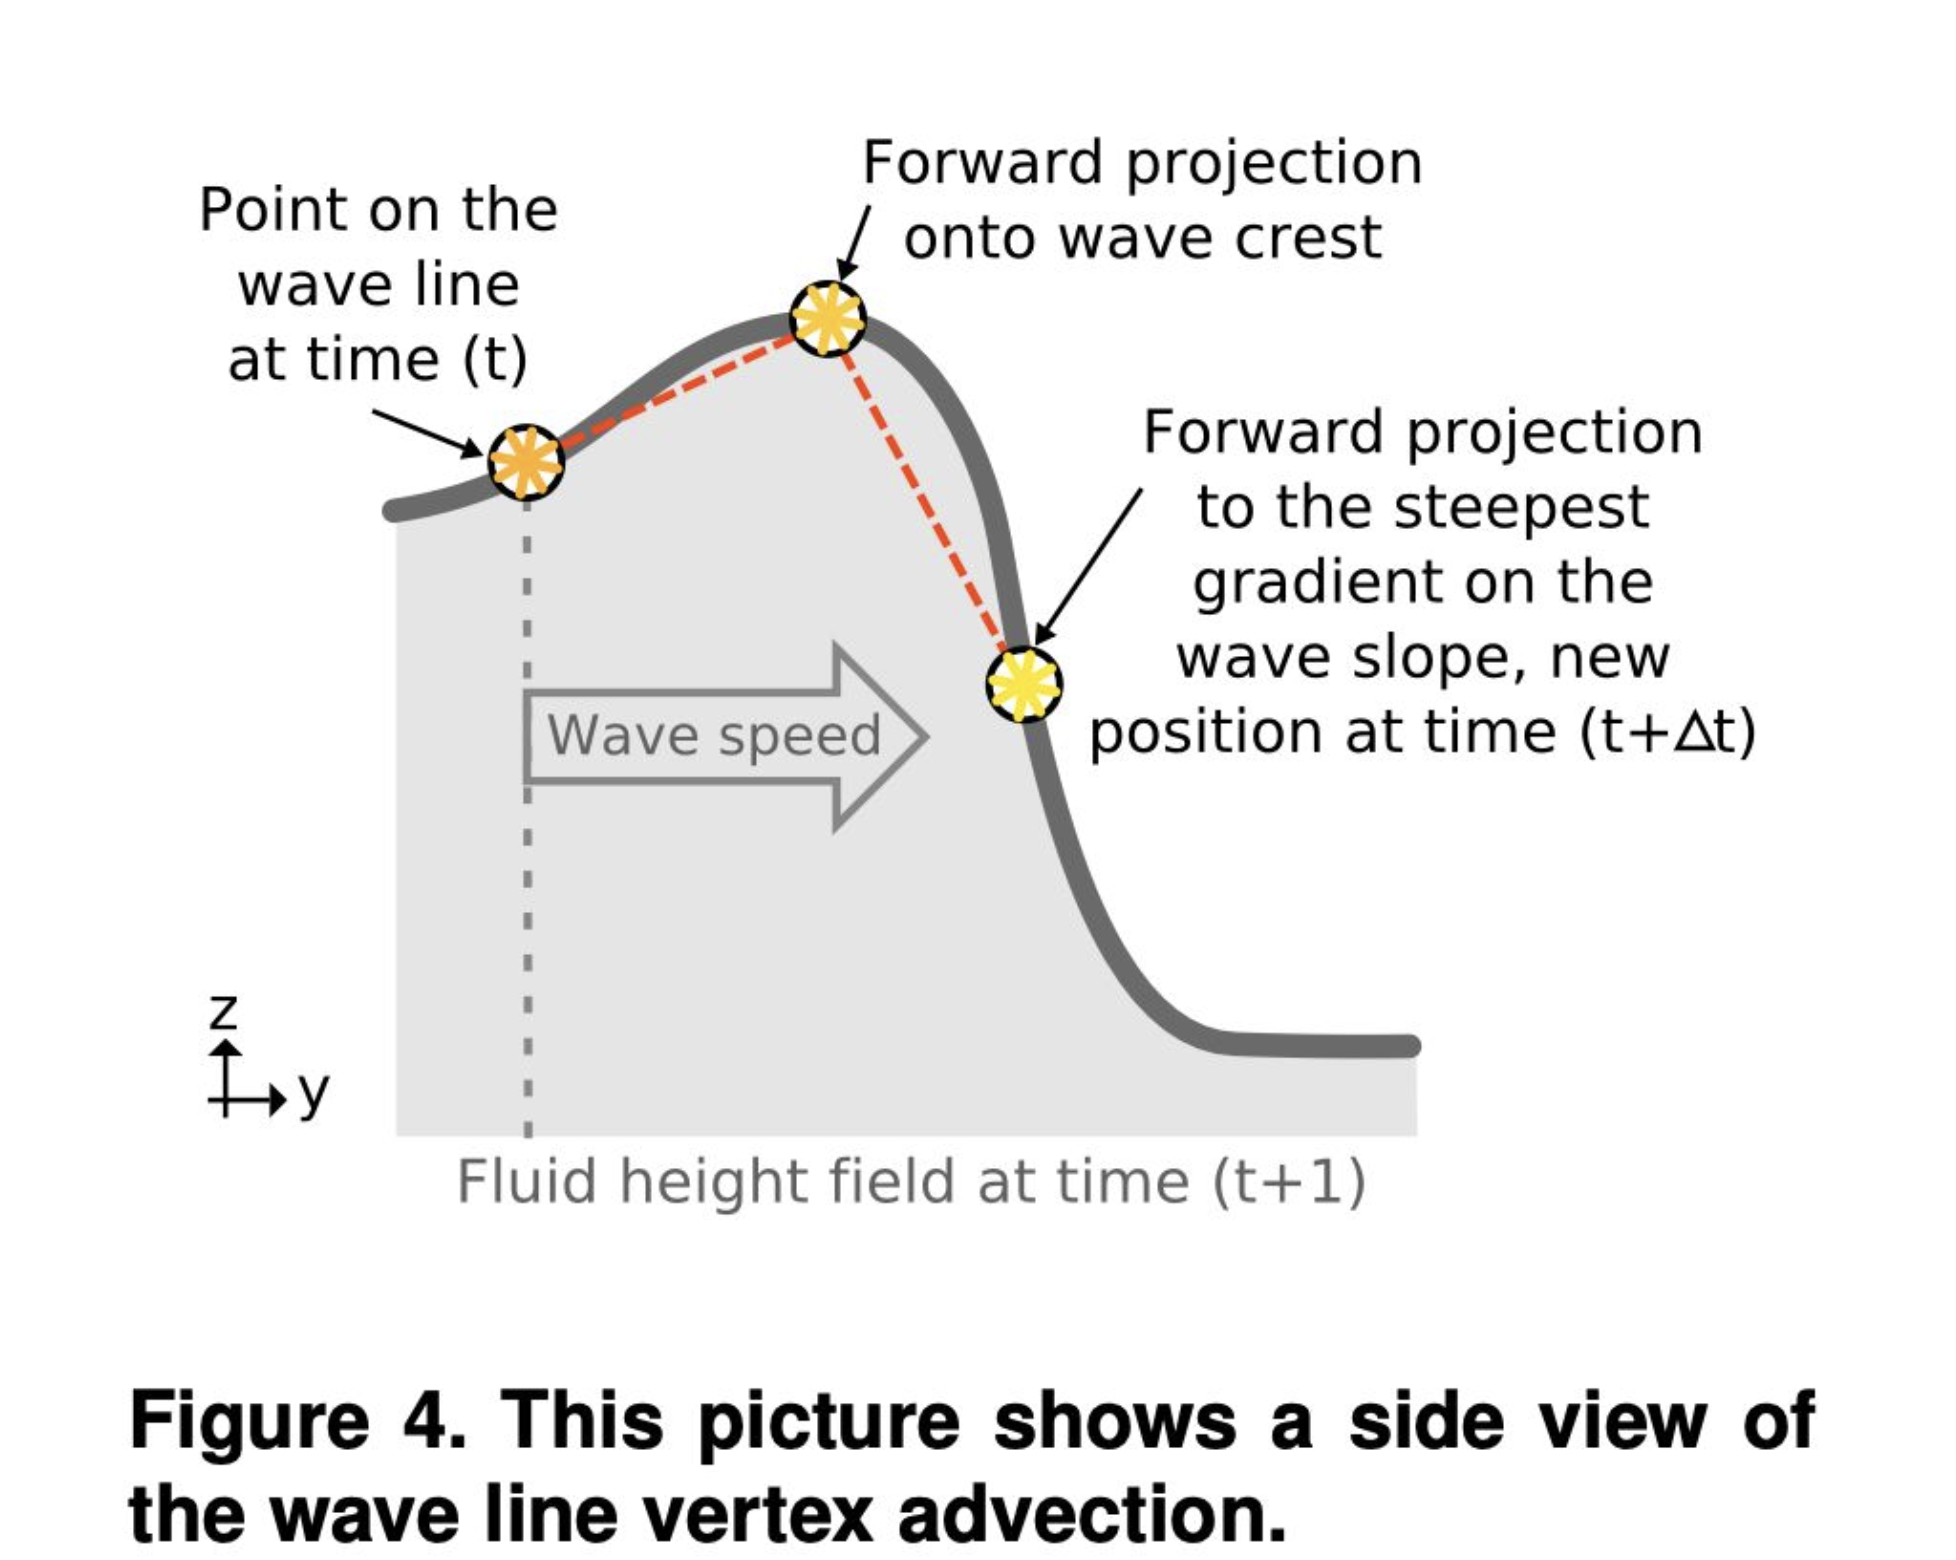 Point on the
wave line
at time (t)
Forward projection
onto wave crest
Forward projection
to the steepest
gradient on the
wave slope, new
position at time (t+Δt)
Wave speed
z
y
Fluid height field at time (t+1)
Figure 4. This picture shows a side view of
the wave line vertex advection.